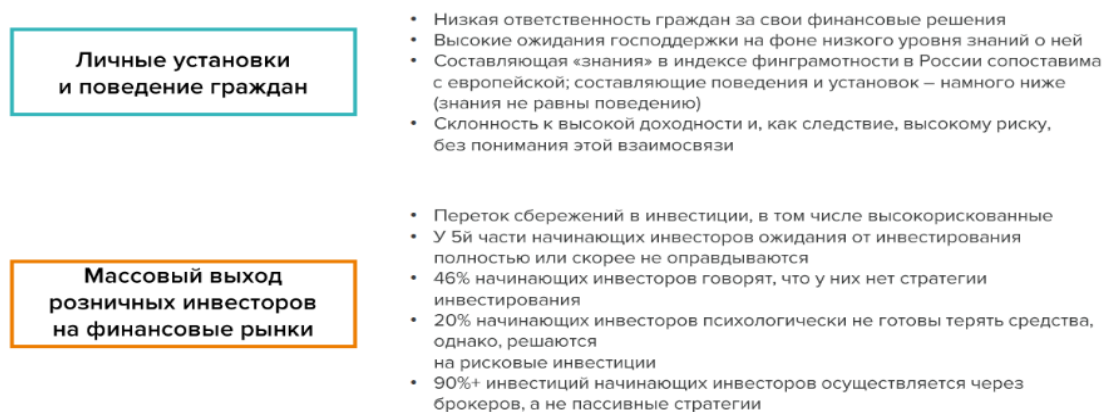 Личные установки
и поведение граждан
• Низкая ответственность граждан за свои финансовые решения
• Высокие ожидания господдержки на фоне низкого уровня знаний о ней
• Составляющая «знания» в индексе финграмотности в России сопоставима
с европейской; составляющие поведения и установок – намного ниже
(знания не равны поведению)
• Склонность к высокой доходности и, как следствие, высокому риску,
без понимания этой взаимосвязи
Массовый выход
розничных инвесторов
на финансовые рынки
• Переток сбережений в инвестиции, в том числе высокорискованные
• У 5й части начинающих инвесторов ожидания от инвестирования
полностью или скорее не оправдываются
• 46% начинающих инвесторов говорят, что у них нет стратегии
инвестирования
• 20% начинающих инвесторов психологически не готовы терять средства,
однако, решаются
на рисковые инвестиции
• 90%+ инвестиций начинающих инвесторов осуществляется через
брокеров, а не пассивные стратегии